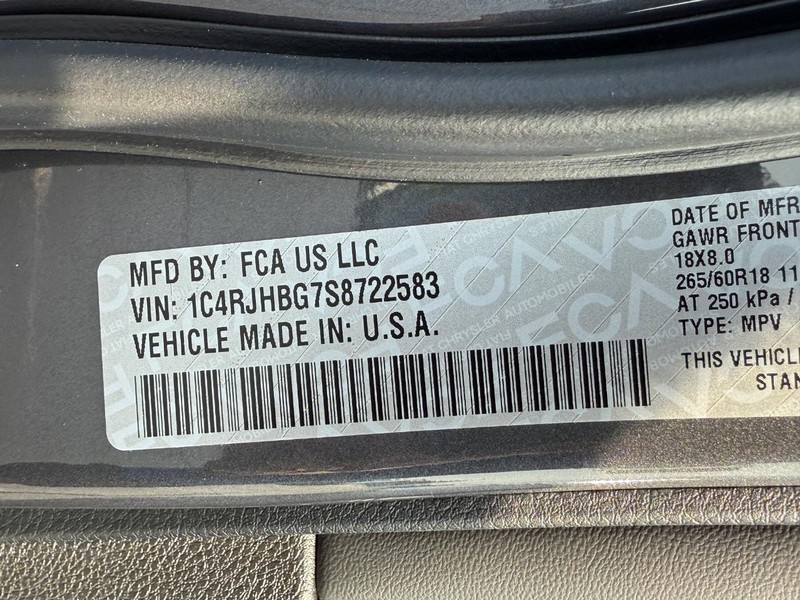 MFD BY: FCA US LLC
VIN: 1C4RJHBG7S8722583
VEHICLE MADE IN: U.S.A.
DATE OF MFR
GAWR FRONT
18X8.0
265/60R18 11
AT 250 kPa /
TYPE: MPV
THIS VEHICL
STAN